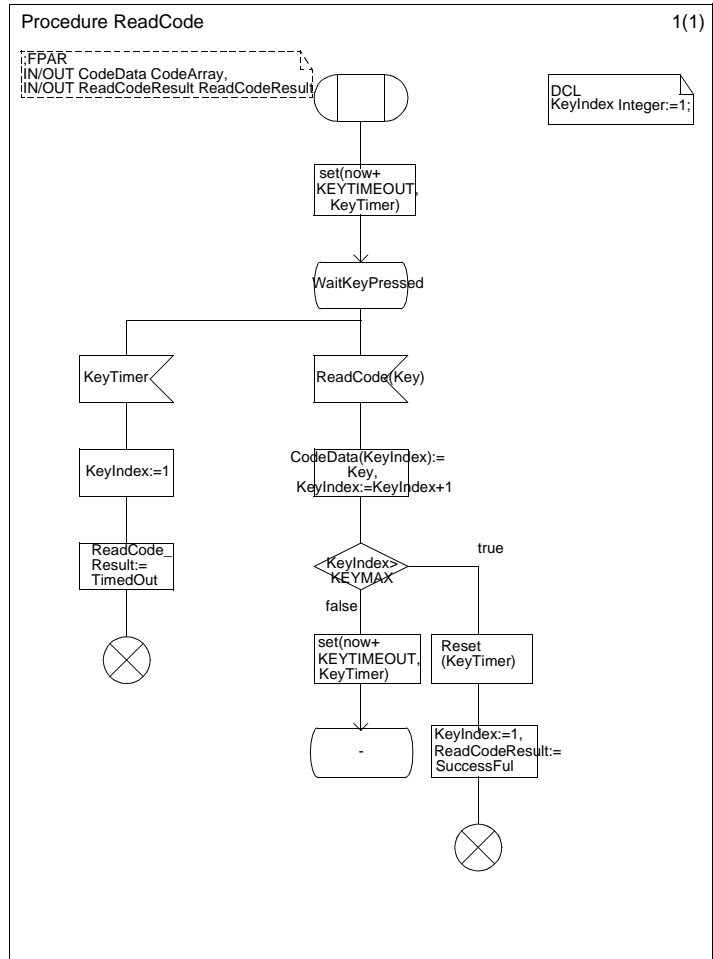 Procedure ReadCode
1(1)
;FPAR
IN/OUT CodeData CodeArray,
IN/OUT ReadCodeResult ReadCodeResult
DCL
KeyIndex Integer:=1;
set(now+
KEYTIMEOUT,
KeyTimer)
WaitKeyPressed
KeyTimer
ReadCode(Key)
KeyIndex:=1
CodeData(KeyIndex):=
Key,
KeyIndex:=KeyIndex+1
ReadCode_
Result:=
TimedOut
KeyIndex>
KEYMAX
true
false
set(now+
KEYTIMEOUT,
KeyTimer)
Reset
(KeyTimer)
-
KeyIndex:=1,
ReadCodeResult:=
SuccessFul